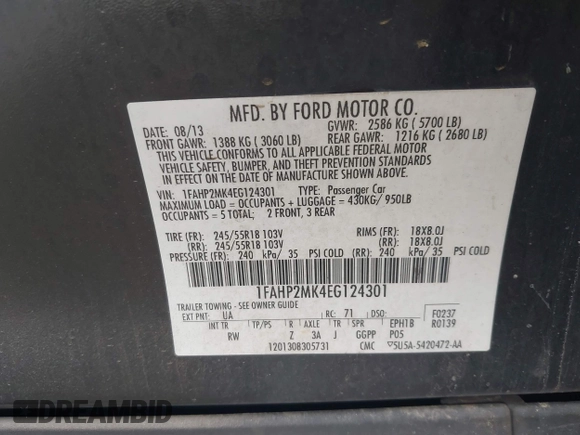 MFD. BY FORD MOTOR CO.
DATE: 08/13 GVWR: 2586 KG ( 5700 LB)
FRONT GAWR: 1388 KG ( 3060 LB) REAR GAWR: 1216 KG ( 2680 LB)
THIS VEHICLE CONFORMS TO ALL APPLICABLE FEDERAL MOTOR
VEHICLE SAFETY, BUMPER, AND THEFT PREVENTION STANDARDS
IN EFFECT ON THE DATE OF MANUFACTURE SHOWN ABOVE.
VIN: 1FAHP2MK4EG124301 TYPE: Passenger Car
MAXIMUM LOAD = OCCUPANTS + LUGGAGE = 430KG/ 950LB
OCCUPANTS = 5 TOTAL; 2 FRONT, 3 REAR
TIRE (FR): 245/55R18 103V RIMS (FR): 18X8.0J
(RR): 245/55R18 103V (RR): 18X8.0J
PRESSURE (FR): 240 kPa/ 35 PSI COLD (RR): 240 kPa/ 35 PSI COLD
1FAHP2MK4EG124301
TRAILER TOWING - SEE OWNER GUIDE
EXT PNT: UA RC: 71 DSO: F0237
INT TR TP/PS R AXLE TR SPR EPH1B R0139
RW Z 3A J GGPP P05
1201308305731 CMC 5U5A-5420472-AA
DREAMBID